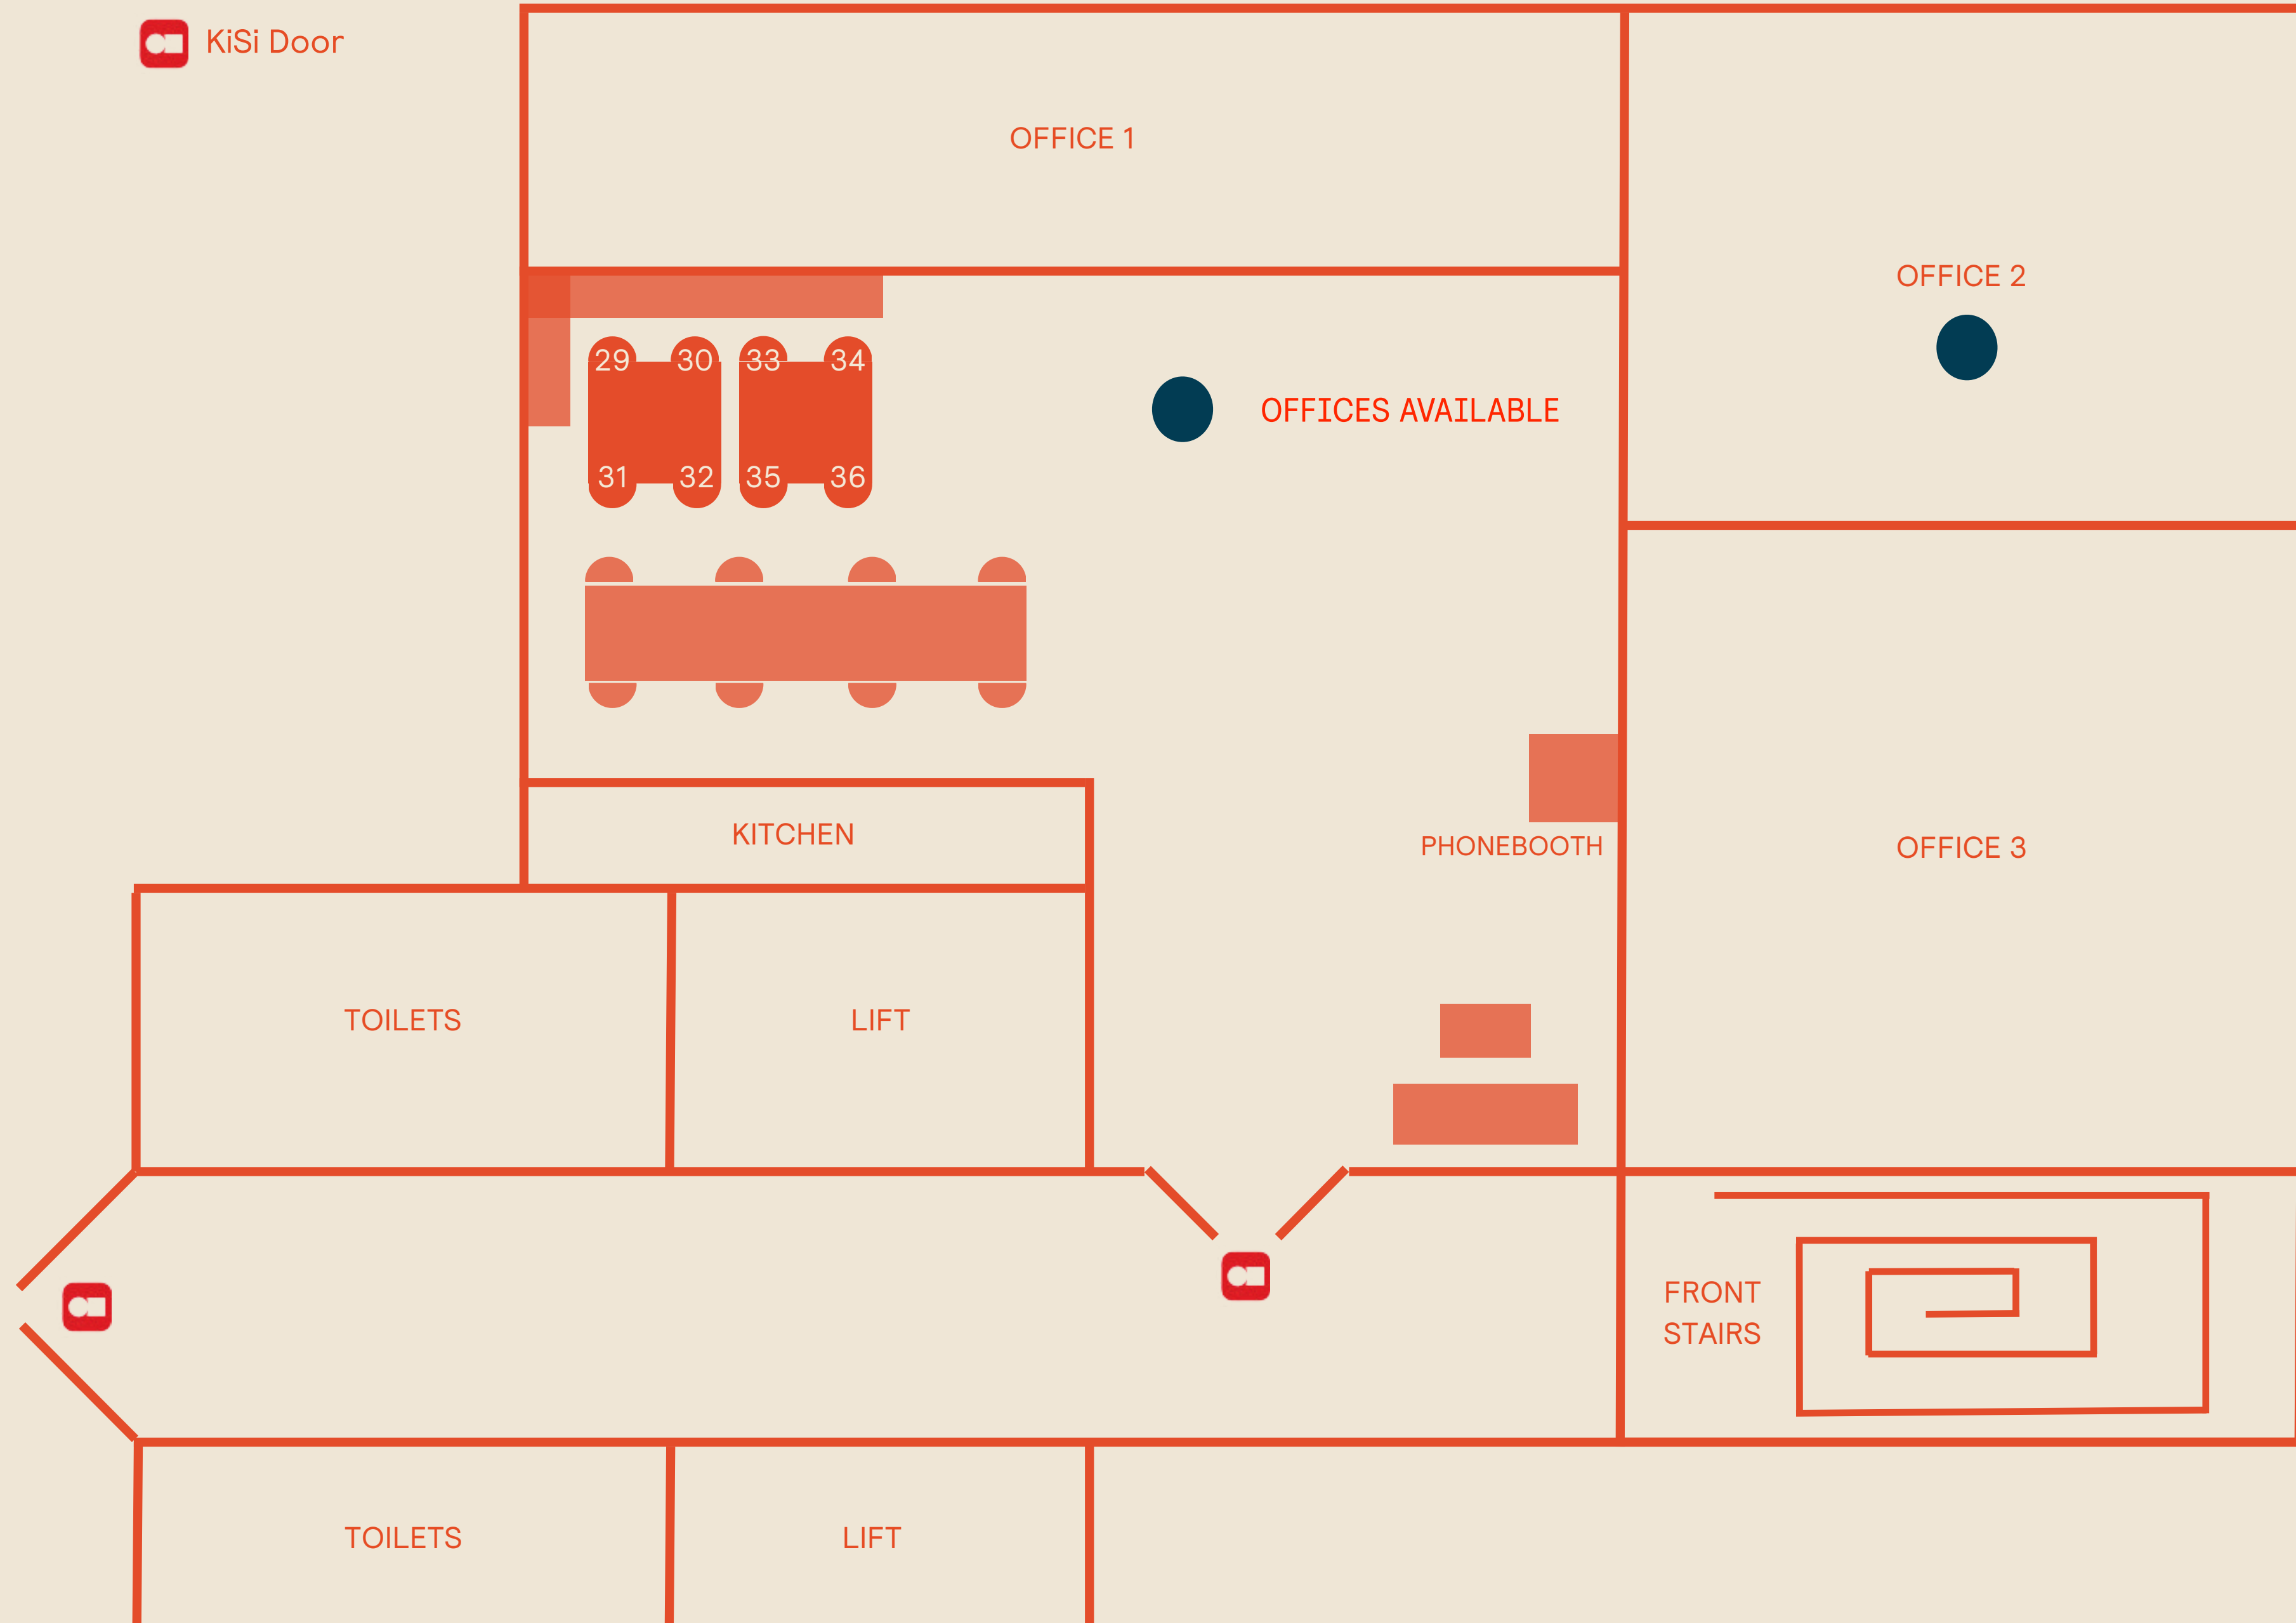 KiSi Door
OFFICE 1
OFFICE 2
29 30 33 34
OFFICES AVAILABLE
31 32 35 36
KITCHEN
PHONEBOOTH
OFFICE 3
TOILETS
LIFT
FRONT
STAIRS
TOILETS
LIFT